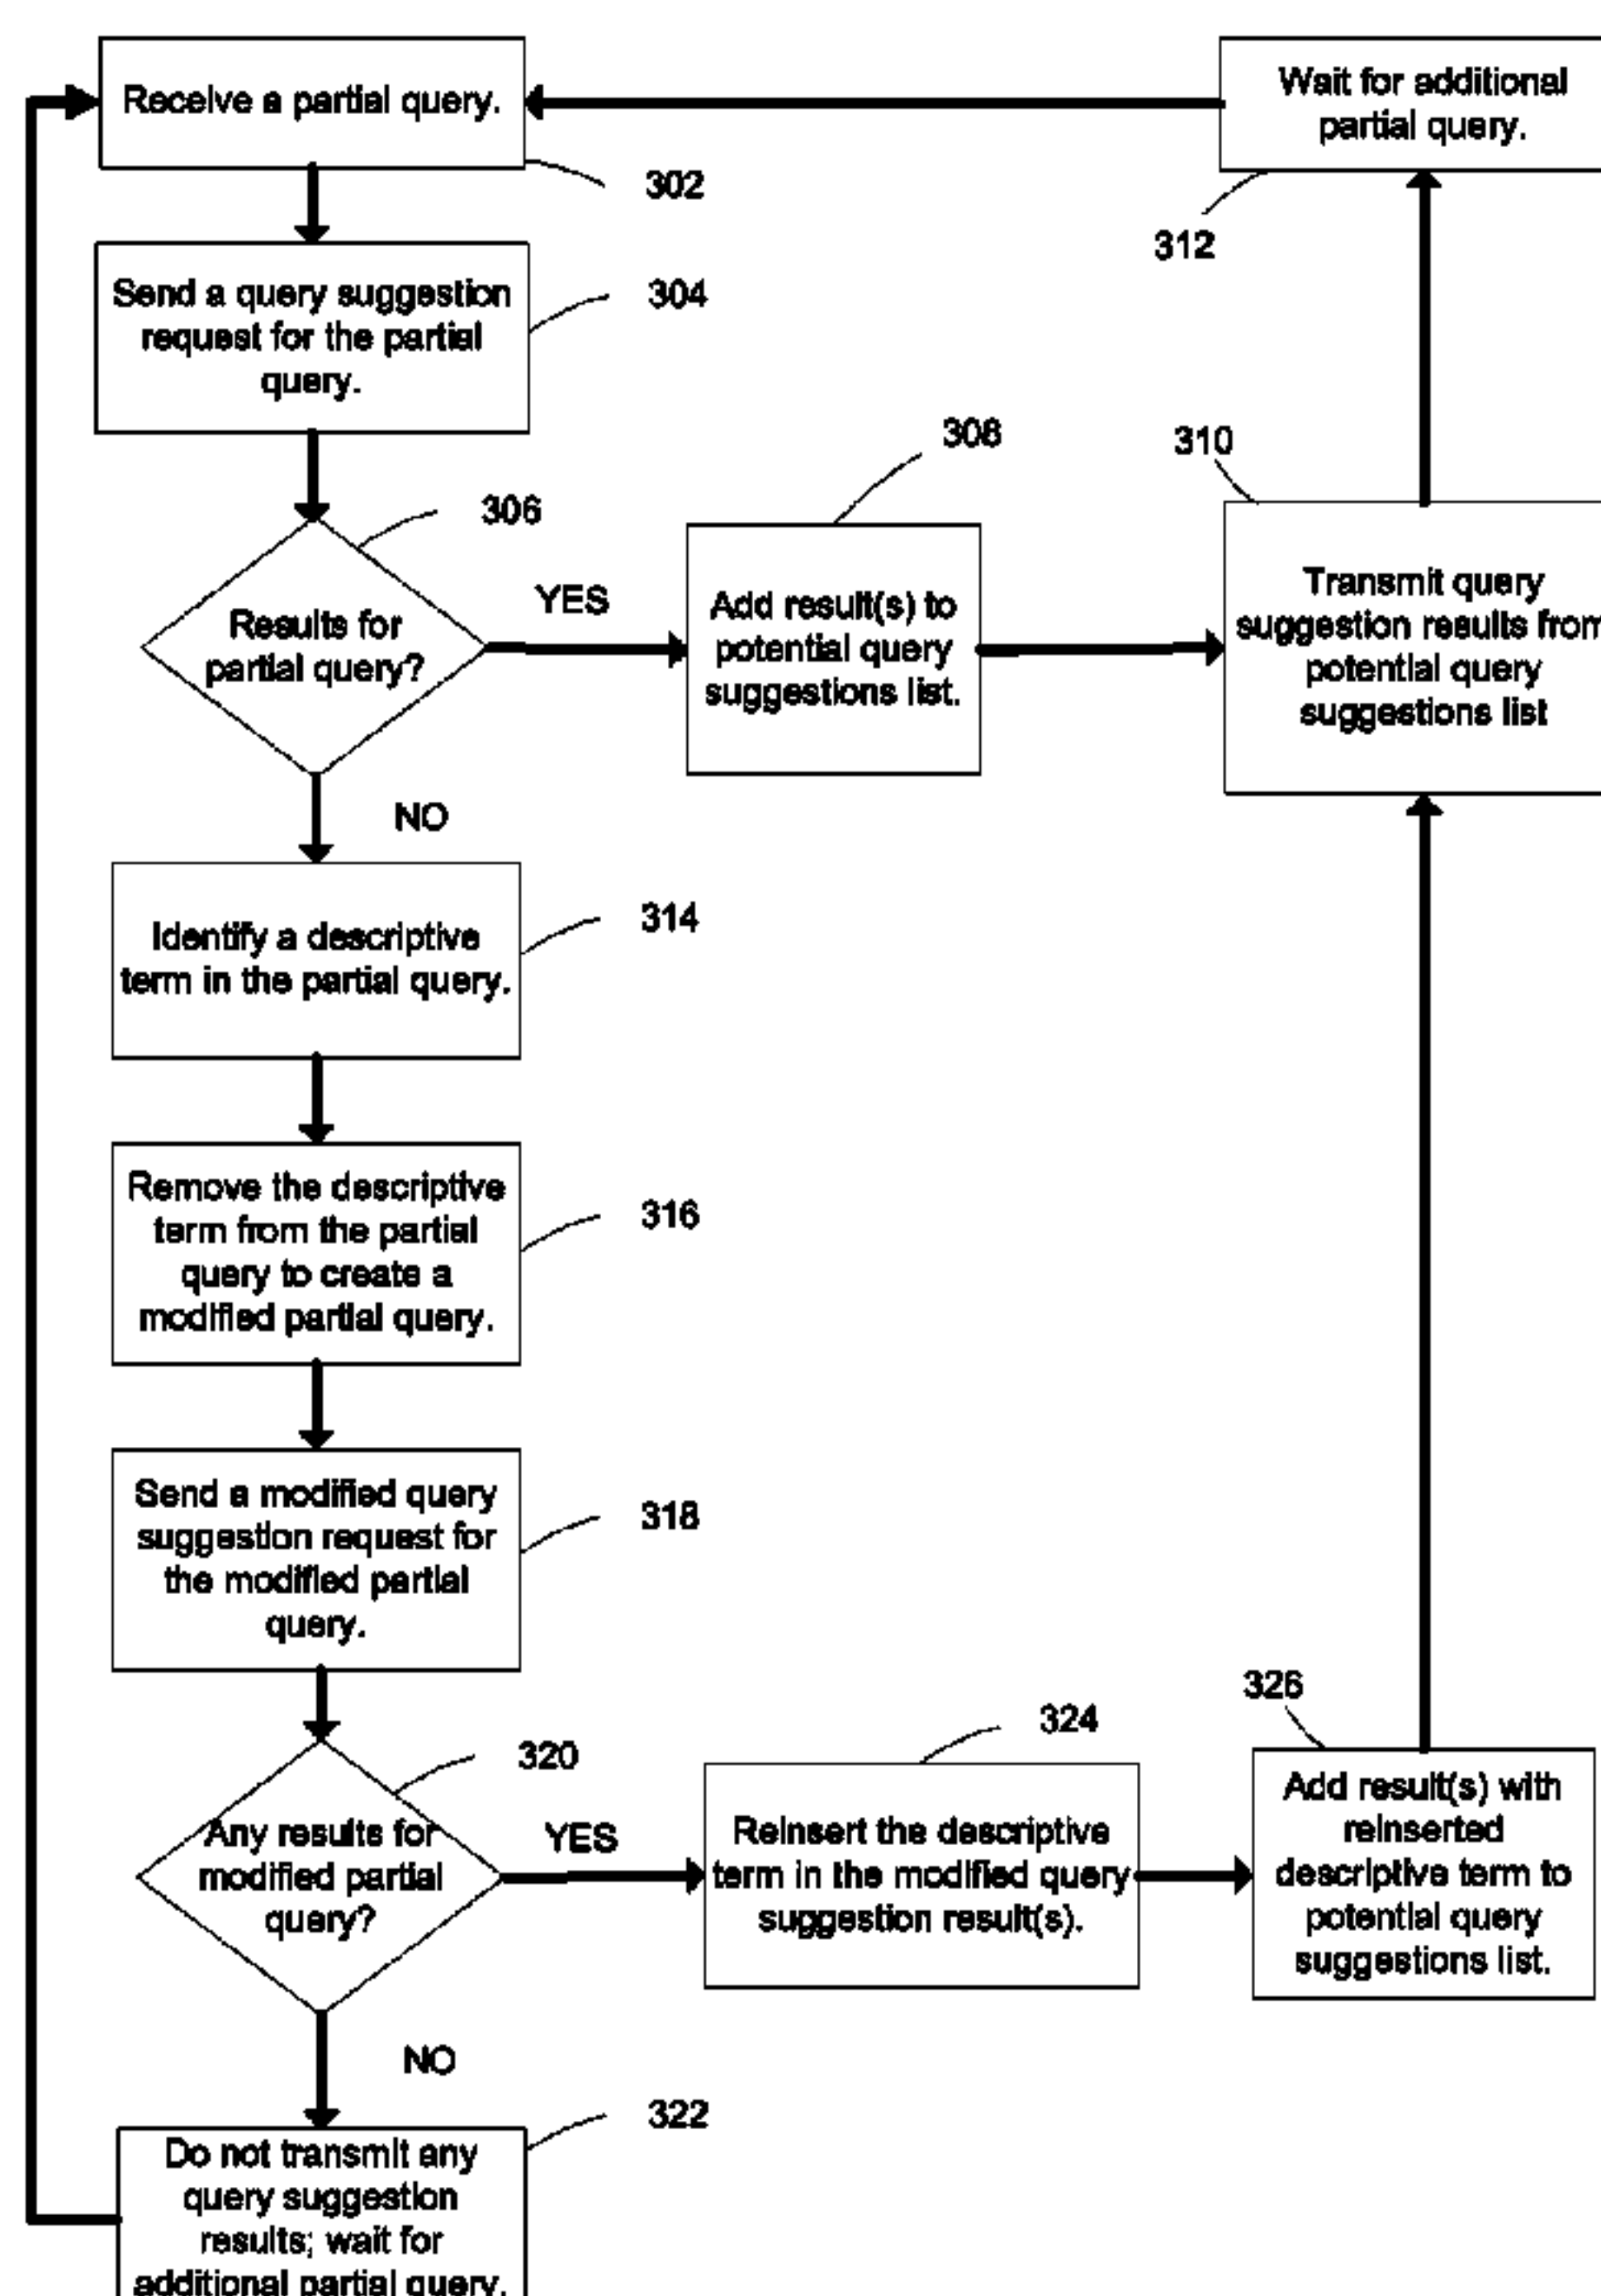 Receive a partial query.
302
Wait for additional
partial query.
312
Send a query suggestion
request for the partial
query.
304
306
Results for
partial query?
YES
308
Add result(s) to
potential query
suggestions list.
310
Transmit query
suggestion results from
potential query
suggestions list
NO
Identify a descriptive
term in the partial query.
314
Remove the descriptive
term from the partial
query to create a
modified partial query.
316
Send a modified query
suggestion request for
the modified partial
query.
318
320
Any results for
modified partial
query?
YES
324
Reinsert the descriptive
term in the modified query
suggestion result(s).
326
Add result(s) with
reinserted
descriptive term to
potential query
suggestions list.
NO
322
Do not transmit any
query suggestion
results; wait for
additional partial query.